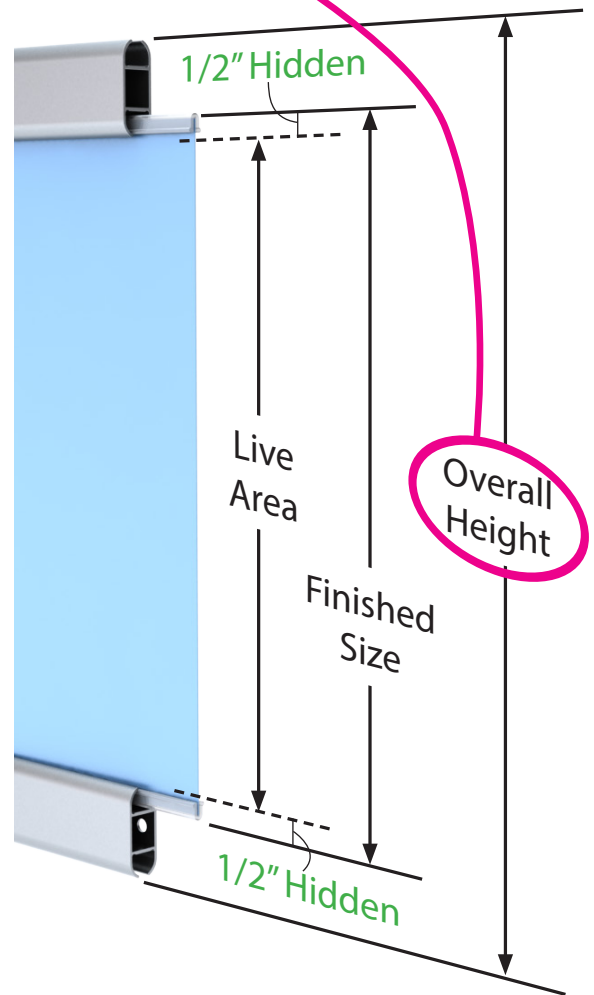 1/2" Hidden
Live
Area
Overall
Height
Finished
Size
1/2" Hidden